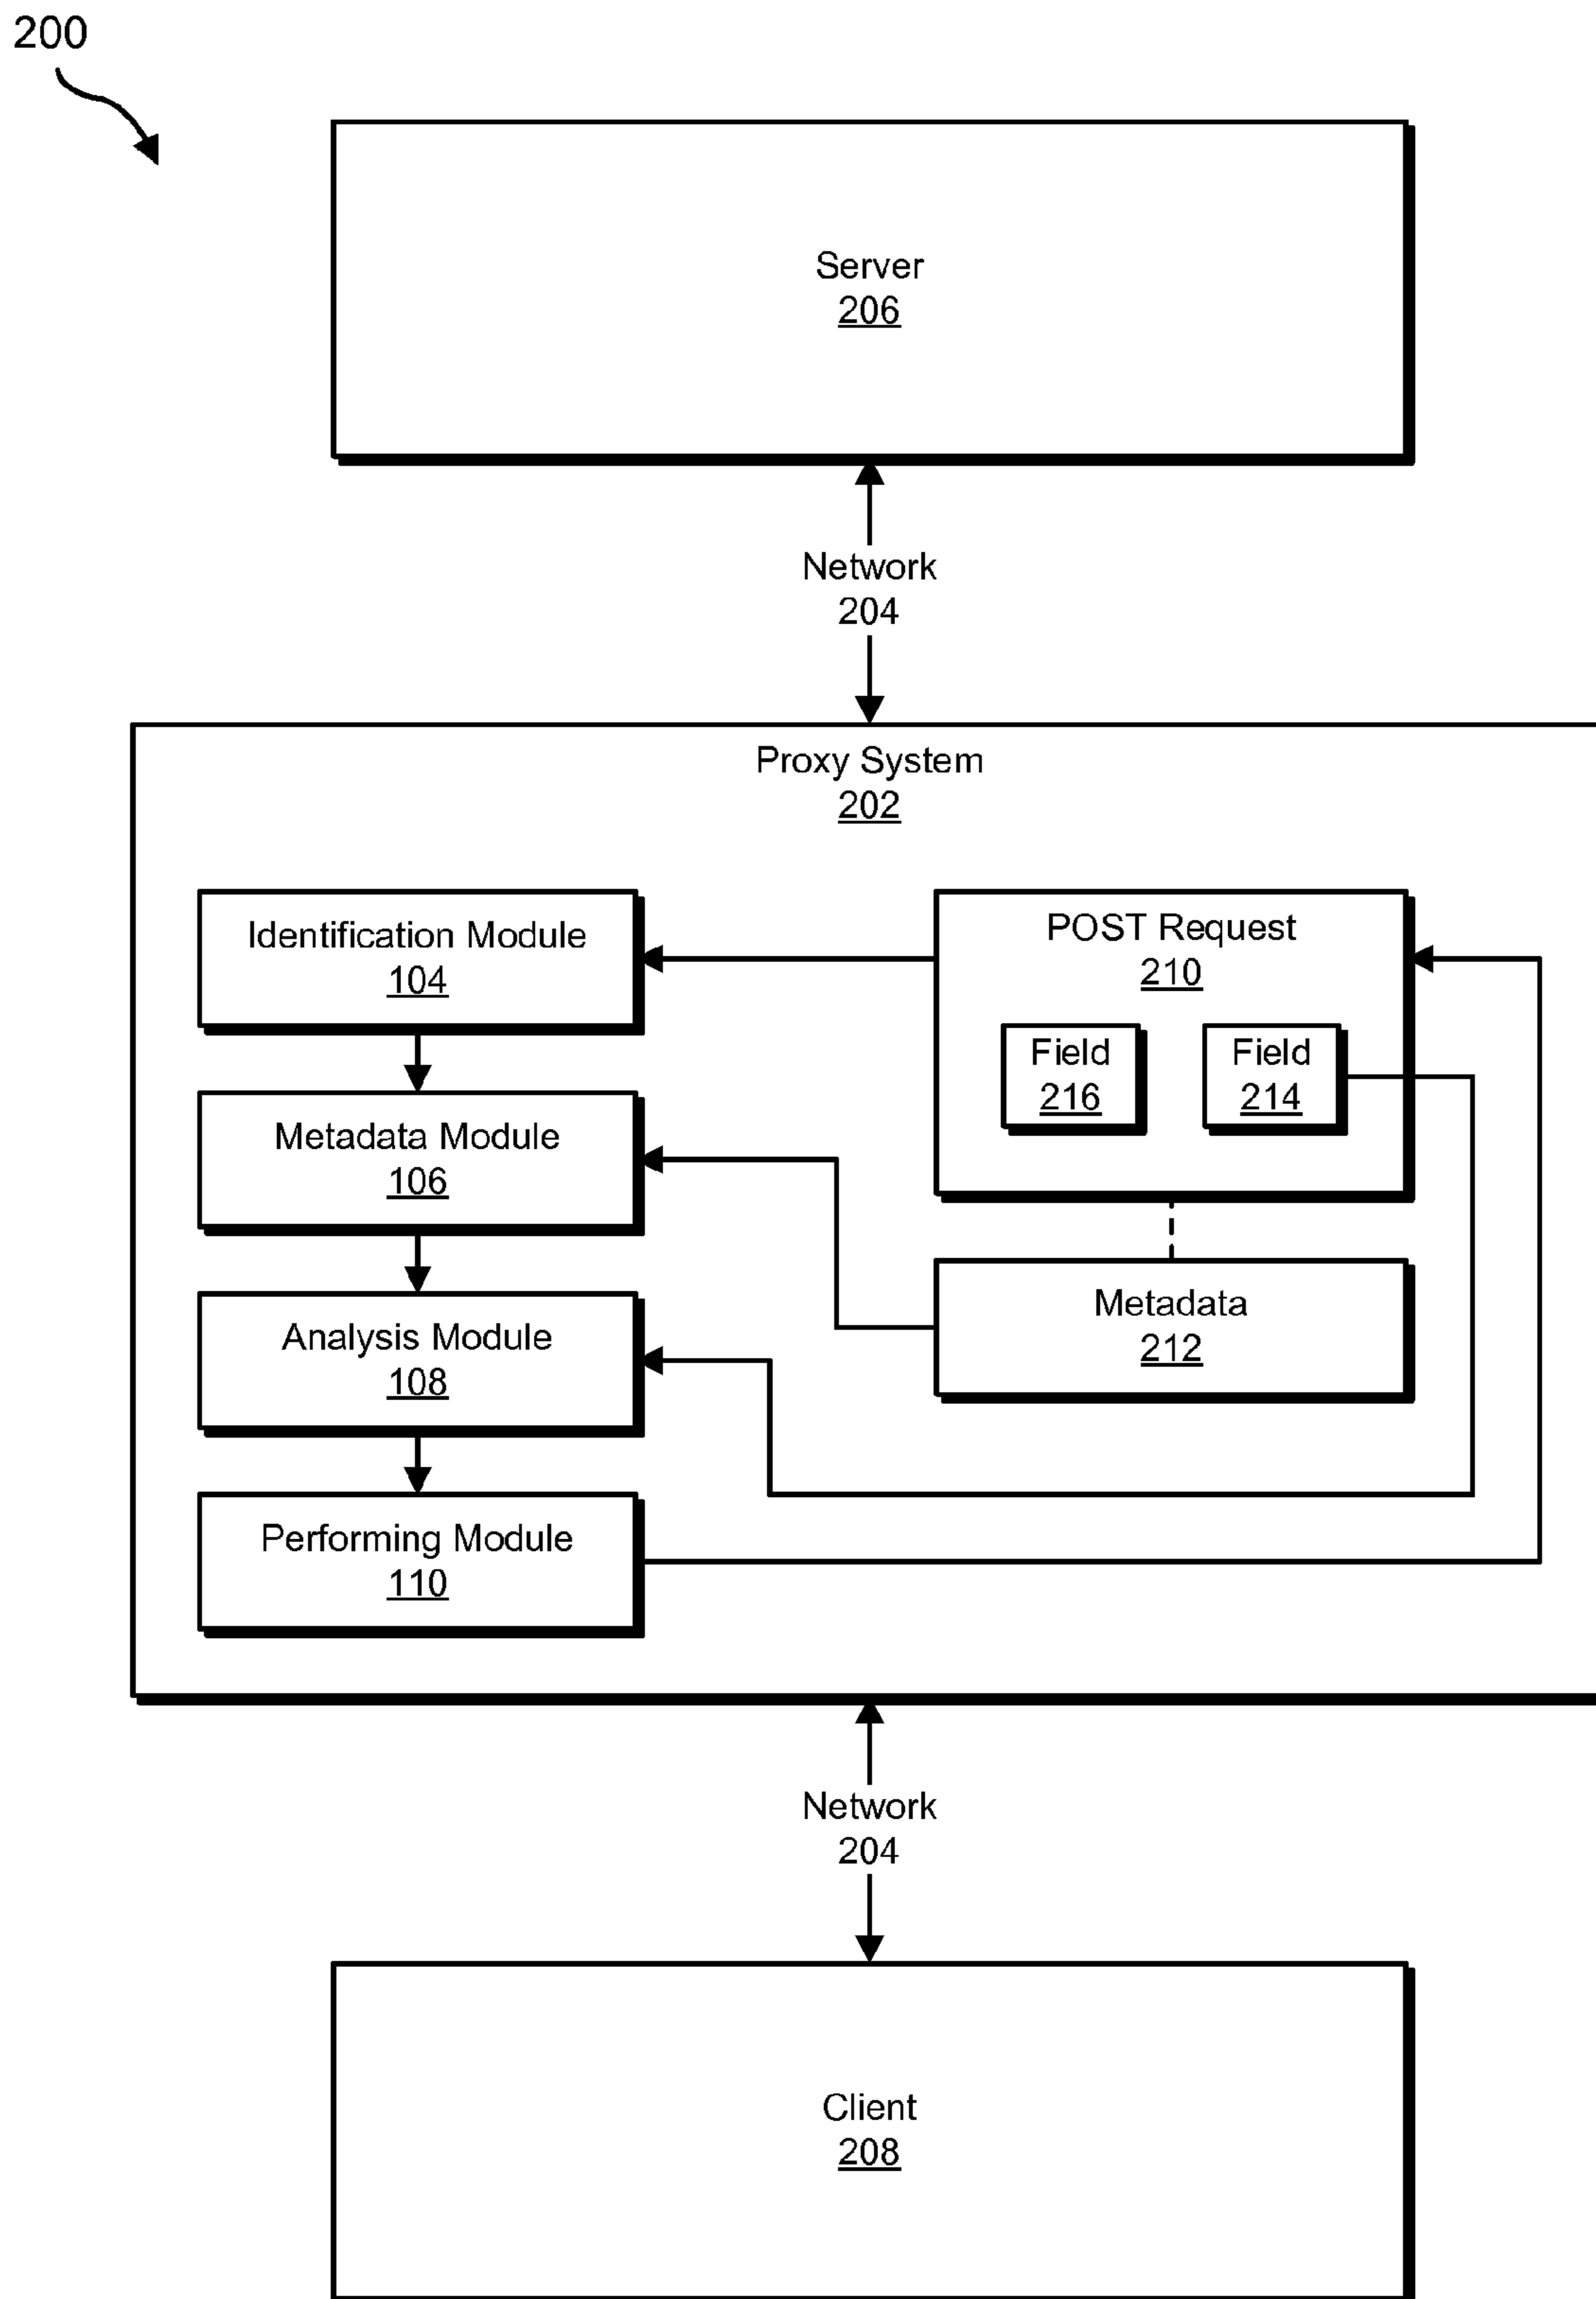 200
Server
206
Network
204
Proxy System
202
Identification Module
104
POST Request
210
Field
216
Field
214
Metadata Module
106
Metadata
212
Analysis Module
108
Performing Module
110
Network
204
Client
208